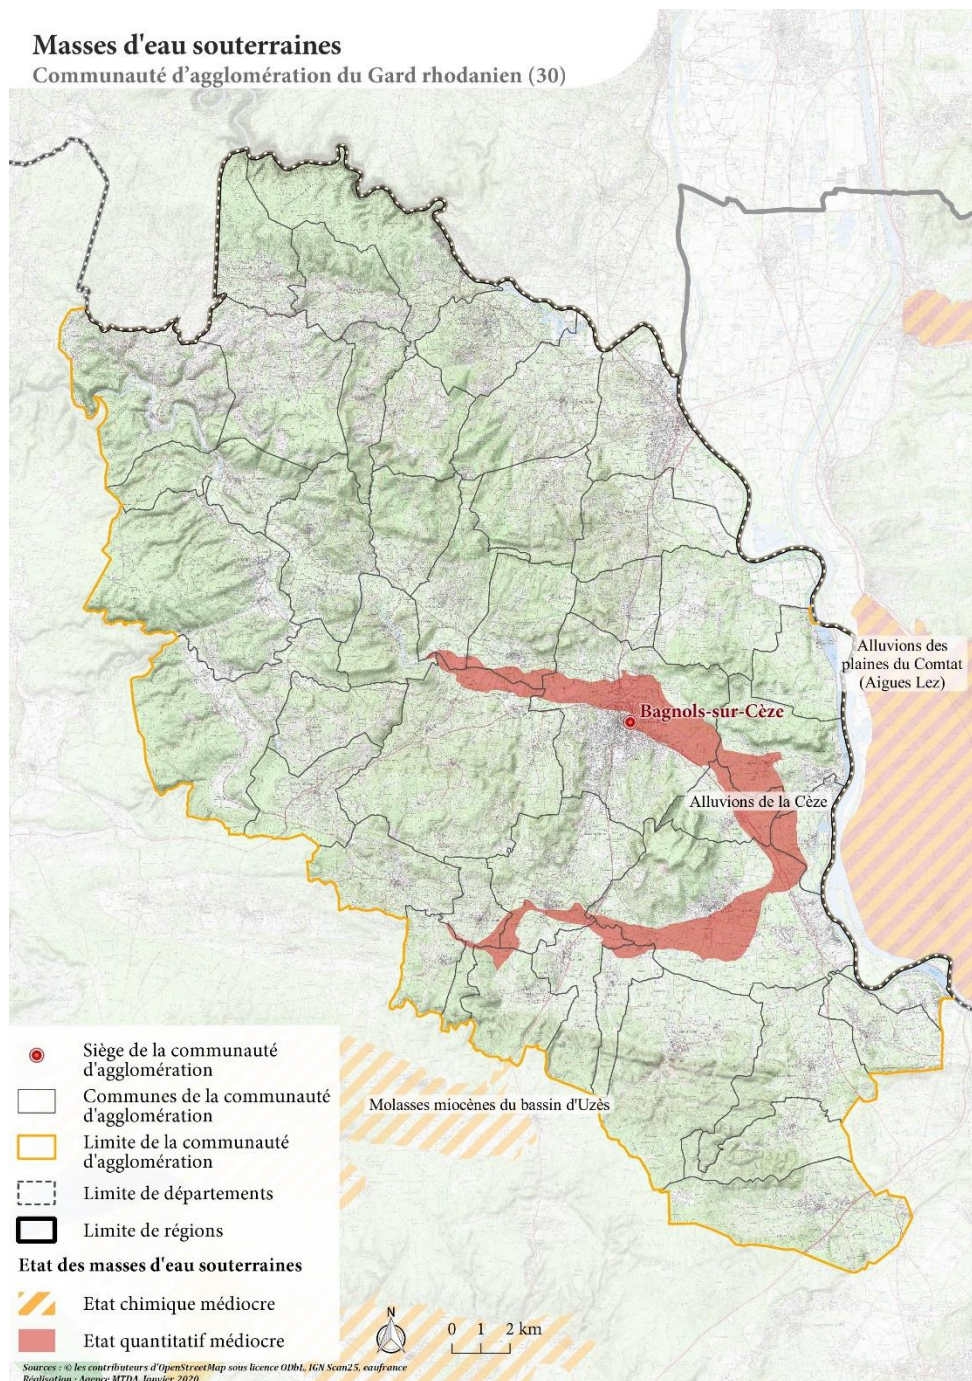 Masses d'eau souterraines
Communauté d'agglomération du Gard rhodanien (30)
Alluvions des
plaines du Comtat
(Aigues Lez)
Bagnols-sur-Cèze
Alluvions de la Cèze
Molasses miocènes du bassin d'Uzès
Siège de la communauté
d'agglomération
Communes de la communauté
d'agglomération
Limite de la communauté
d'agglomération
Limite de départements
Limite de régions
Etat des masses d'eau souterraines
Etat chimique médiocre
Etat quantitatif médiocre
N
0 1 2 km
Sources : © les contributeurs d'OpenStreetMap sous licence ODbL, IGN Scan25, eaufrance
Réalisation : Agence MTDA, Janvier 2020